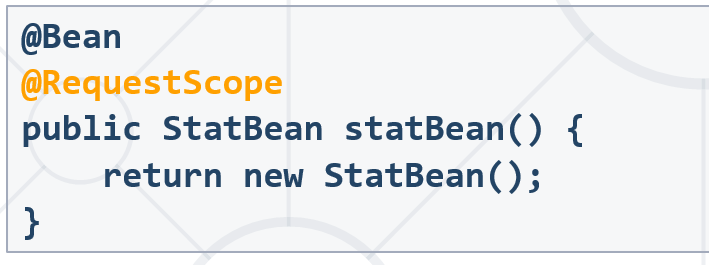 @Bean
@RequestScope
public StatBean statBean() {
    return new StatBean();
}